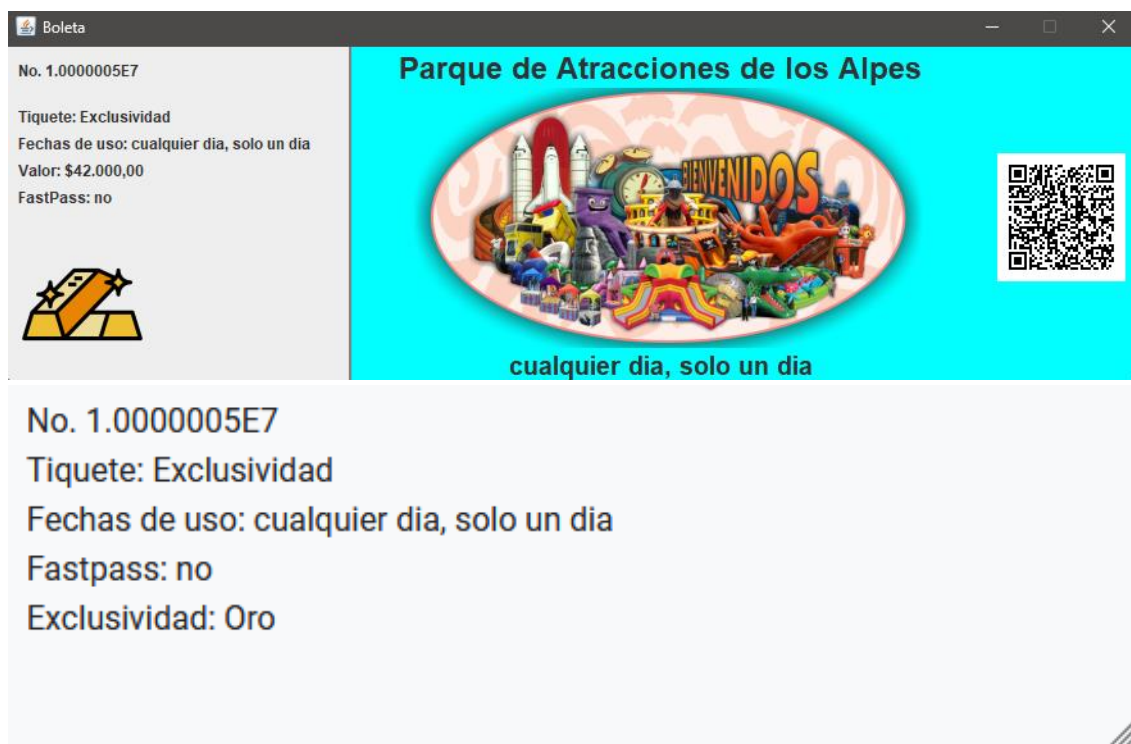 Boleta
No. 1.0000005E7
Tiquete: Exclusividad
Fechas de uso: cualquier dia, solo un dia
Valor: $42.000,00
FastPass: no
Parque de Atracciones de los Alpes
BIENVENIDOS
cualquier dia, solo un dia
No. 1.0000005E7
Tiquete: Exclusividad
Fechas de uso: cualquier dia, solo un dia
Fastpass: no
Exclusividad: Oro